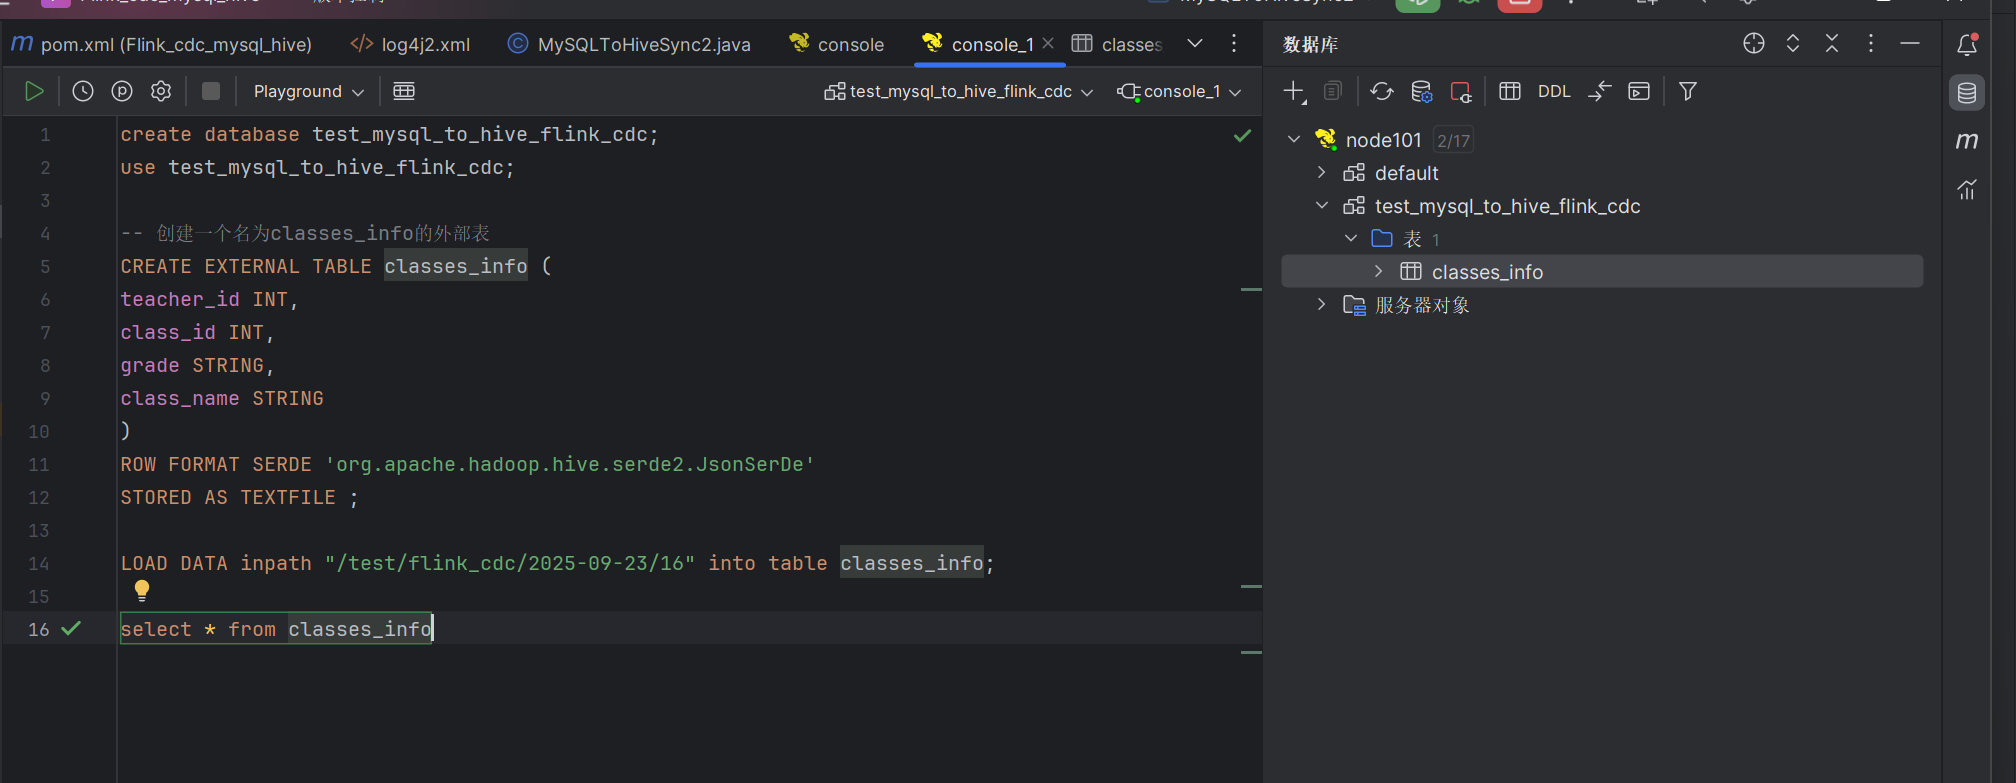 pom.xml (Flink_cdc_mysql_hive)
log4j2.xml
MySQLToHiveSync2.java
console
console_1
classes
数据库
Playground
test_mysql_to_hive_flink_cdc
console_1
DDL
1 create database test_mysql_to_hive_flink_cdc;
2 use test_mysql_to_hive_flink_cdc;
3
4 -- 创建一个名为classes_info的外部表
5 CREATE EXTERNAL TABLE classes_info (
6 teacher_id INT,
7 class_id INT,
8 grade STRING,
9 class_name STRING
10 )
11 ROW FORMAT SERDE 'org.apache.hadoop.hive.serde2.JsonSerDe'
12 STORED AS TEXTFILE ;
13
14 LOAD DATA inpath "/test/flink_cdc/2025-09-23/16" into table classes_info;
15
16 select * from classes_info
node101 2/17
default
test_mysql_to_hive_flink_cdc
表 1
classes_info
服务器对象